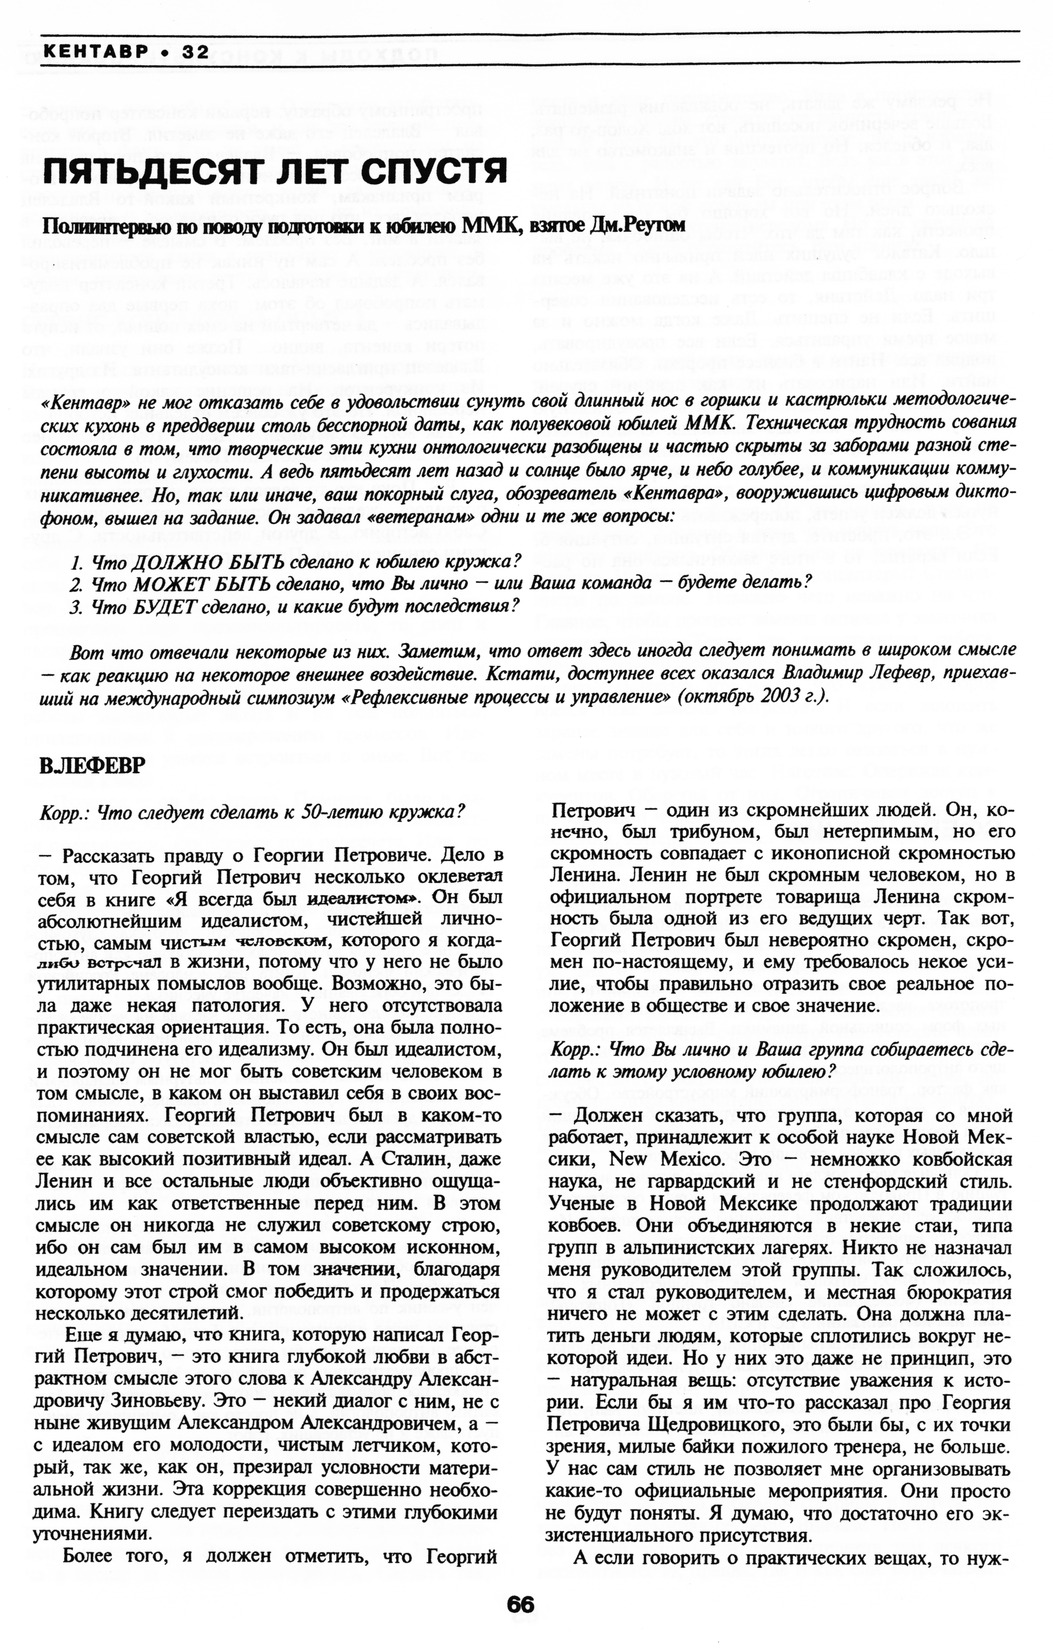 КЕНТАВР • 32
ПЯТЬДЕСЯТ ЛЕТ СПУСТЯ
Полиинтервью по поводу подготовки к юбилею ММК, взятое Дм.Реутом
«Кентавр» не мог отказать себе в удовольствии сунуть свой длинный нос в горшки и кастрюльки методологиче-
ских кухонь в преддверии столь бесспорной даты, как полувековой юбилей ММК. Техническая трудность сования
состояла в том, что творческие эти кухни онтологически разобщены и частью скрыты за заборами разной сте-
пени высоты и глухости. А ведь пятьдесят лет назад и солнце было ярче, и небо голубее, и коммуникации комму-
никативнее. Но, так или иначе, ваш покорный слуга, обозреватель «Кентавра», вооружившись цифровым дикто-
фоном, вышел на задание. Он задавал «ветеранам» одни и те же вопросы:
1. Что ДОЛЖНО БЫТЬ сделано к юбилею кружка?
2. Что МОЖЕТ БЫТЬ сделано, что Вы лично — или Ваша команда — будете делать?
3. Что БУДЕТ сделано, и какие будут последствия?
Вот что отвечали некоторые из них. Заметим, что ответ здесь иногда следует понимать в широком смысле
— как реакцию на некоторое внешнее воздействие. Кстати, доступнее всех оказался Владимир Лефевр, приехав-
ший на международный симпозиум «Рефлексивные процессы и управление» (октябрь 2003 г.).
В.ЛЕФЕВР
Корр.: Что следует сделать к 50-летию кружка?
— Рассказать правду о Георгии Петровиче. Дело в
том, что Георгий Петрович несколько оклеветал
себя в книге «Я всегда был идеалистом». Он был
абсолютнейшим идеалистом, чистейшей лично-
стью, самым чистым человеком, которого я когда-
либо встречал в жизни, потому что у него не было
утилитарных помыслов вообще. Возможно, это бы-
ла даже некая патология. У него отсутствовала
практическая ориентация. То есть, она была полно-
стью подчинена его идеализму. Он был идеалистом,
и поэтому он не мог быть советским человеком в
том смысле, в каком он выставил себя в своих вос-
поминаниях. Георгий Петрович был в каком-то
смысле сам советской властью, если рассматривать
ее как высокий позитивный идеал. А Сталин, даже
Ленин и все остальные люди объективно ощуща-
лись им как ответственные перед ним. В этом
смысле он никогда не служил советскому строю,
ибо он сам был им в самом высоком исконном,
идеальном значении. В том значении, благодаря
которому этот строй смог победить и продержаться
несколько десятилетий.
Еще я думаю, что книга, которую написал Геор-
гий Петрович, — это книга глубокой любви в абст-
рактном смысле этого слова к Александру Алексан-
дровичу Зиновьеву. Это — некий диалог с ним, не с
ныне живущим Александром Александровичем, а —
с идеалом его молодости, чистым летчиком, кото-
рый, так же, как он, презирал условности матери-
альной жизни. Эта коррекция совершенно необхо-
дима. Книгу следует переиздать с этими глубокими
уточнениями.
Более того, я должен отметить, что Георгий
Петрович — один из скромнейших людей. Он, ко-
нечно, был трибуном, был нетерпимым, но его
скромность совпадает с иконописной скромностью
Ленина. Ленин не был скромным человеком, но в
официальном портрете товарища Ленина скром-
ность была одной из его ведущих черт. Так вот,
Георгий Петрович был невероятно скромен, скро-
мен по-настоящему, и ему требовалось некое уси-
лие, чтобы правильно отразить свое реальное по-
ложение в обществе и свое значение.
Корр.: Что Вы лично и Ваша группа собираетесь сде-
лать к этому условному юбилею?
— Должен сказать, что группа, которая со мной
работает, принадлежит к особой науке Новой Мек-
сики, New Mexico. Это — немножко ковбойская
наука, не гарвардский и не стенфордский стиль.
Ученые в Новой Мексике продолжают традиции
ковбоев. Они объединяются в некие стаи, типа
групп в альпинистских лагерях. Никто не назначал
меня руководителем этой группы. Так сложилось,
что я стал руководителем, и местная бюрократия
ничего не может с этим сделать. Она должна пла-
тить деньги людям, которые сплотились вокруг не-
которой идеи. Но у них это даже не принцип, это
— натуральная вещь: отсутствие уважения к исто-
рии. Если бы я им что-то рассказал про Георгия
Петровича Щедровицкого, это были бы, с их точки
зрения, милые байки пожилого тренера, не больше.
У нас сам стиль не позволяет мне организовывать
какие-то официальные мероприятия. Они просто
не будут поняты. Я думаю, что достаточно его эк-
зистенциального присутствия.
А если говорить о практических вещах, то нуж-
66